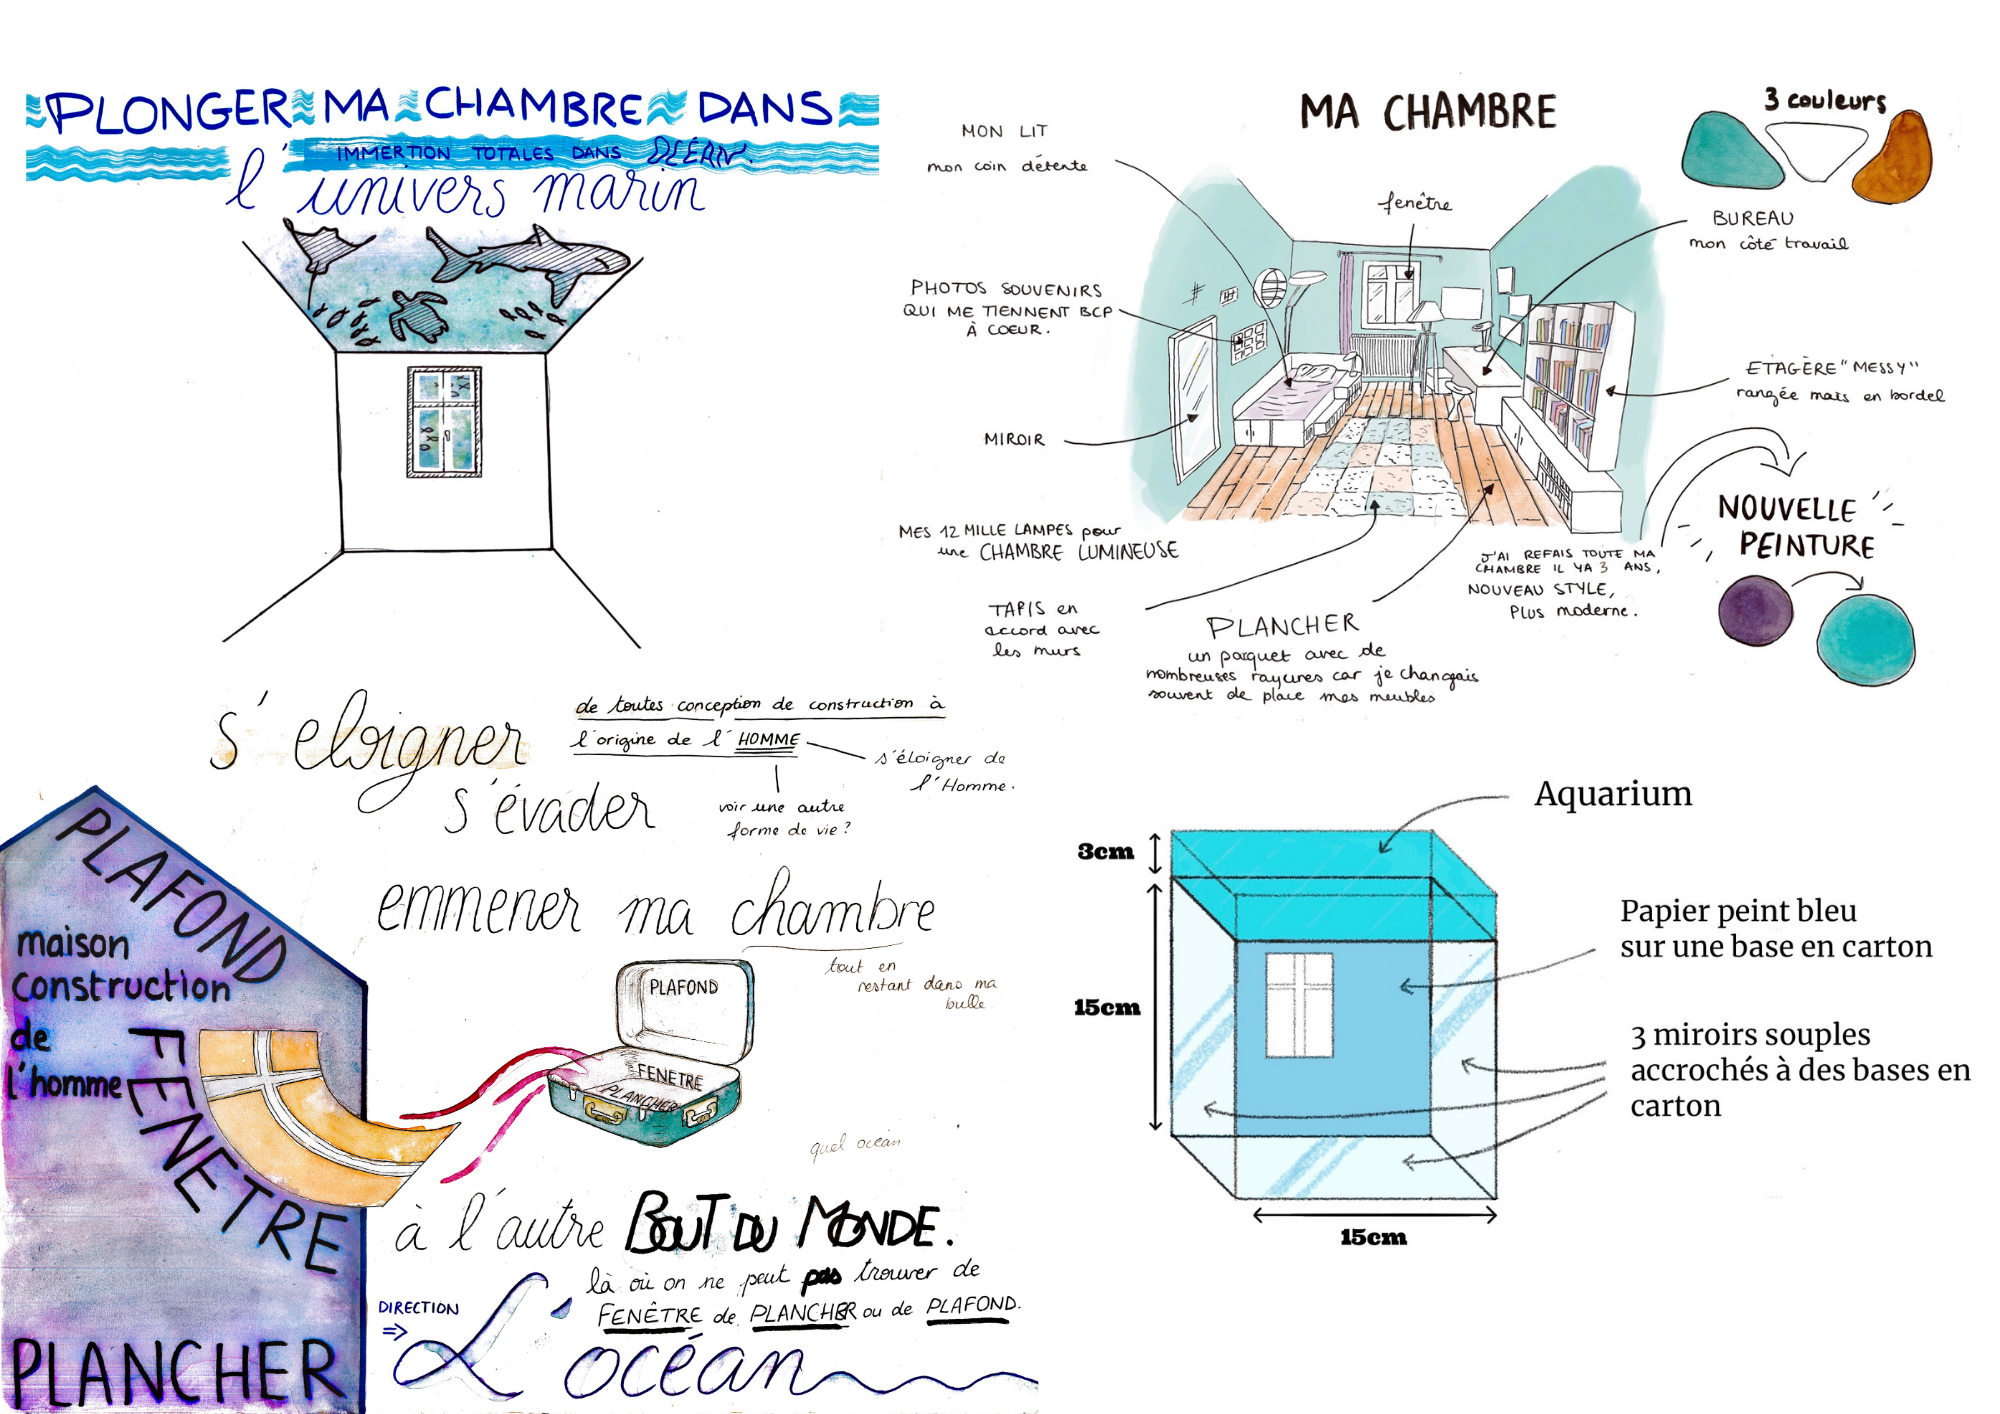 PLONGER MA CHAMBRE DANS
IMMERTION TOTALES DANS OCÉAN.
l'univers marin
MA CHAMBRE
3 couleurs
MON LIT
mon coin détente
fenêtre
BUREAU
mon côté travail
PHOTOS SOUVENIRS
QUI ME TIENNENT BCP
À COEUR.
ETAGÈRE "MESSY"
rangée mais en bordel
MIROIR
MES 12 MILLE LAMPES pour
une CHAMBRE LUMINEUSE
NOUVELLE
PEINTURE
J'AI REFAIS TOUTE MA
CHAMBRE IL YA 3 ANS,
NOUVEAU STYLE,
PLUS moderne.
TAPIS en
accord avec
les murs
PLANCHER
un parquet avec de
nombreuses rayures car je changais
souvent de place mes meubles
s'eloigner
de toutes conception de construction à
l'origine de l'HOMME
s'éloigner de
l'Homme.
s'évader
voir une autre
forme de vie?
emmener ma chambre
tout en
restant dans ma
bulle
PLAFOND
maison
construction
de
l'homme
FENETRE
PLANCHER
PLAFOND
FENETRE
PLANCHER
quel océan
à l'autre BOUT DU MONDE.
là où on ne peut pas trouver de
FENÊTRE de PLANCHER ou de PLAFOND.
DIRECTION
=>
L'océan
Aquarium
3cm
15cm
Papier peint bleu
sur une base en carton
3 miroirs souples
accrochés à des bases en
carton
15cm